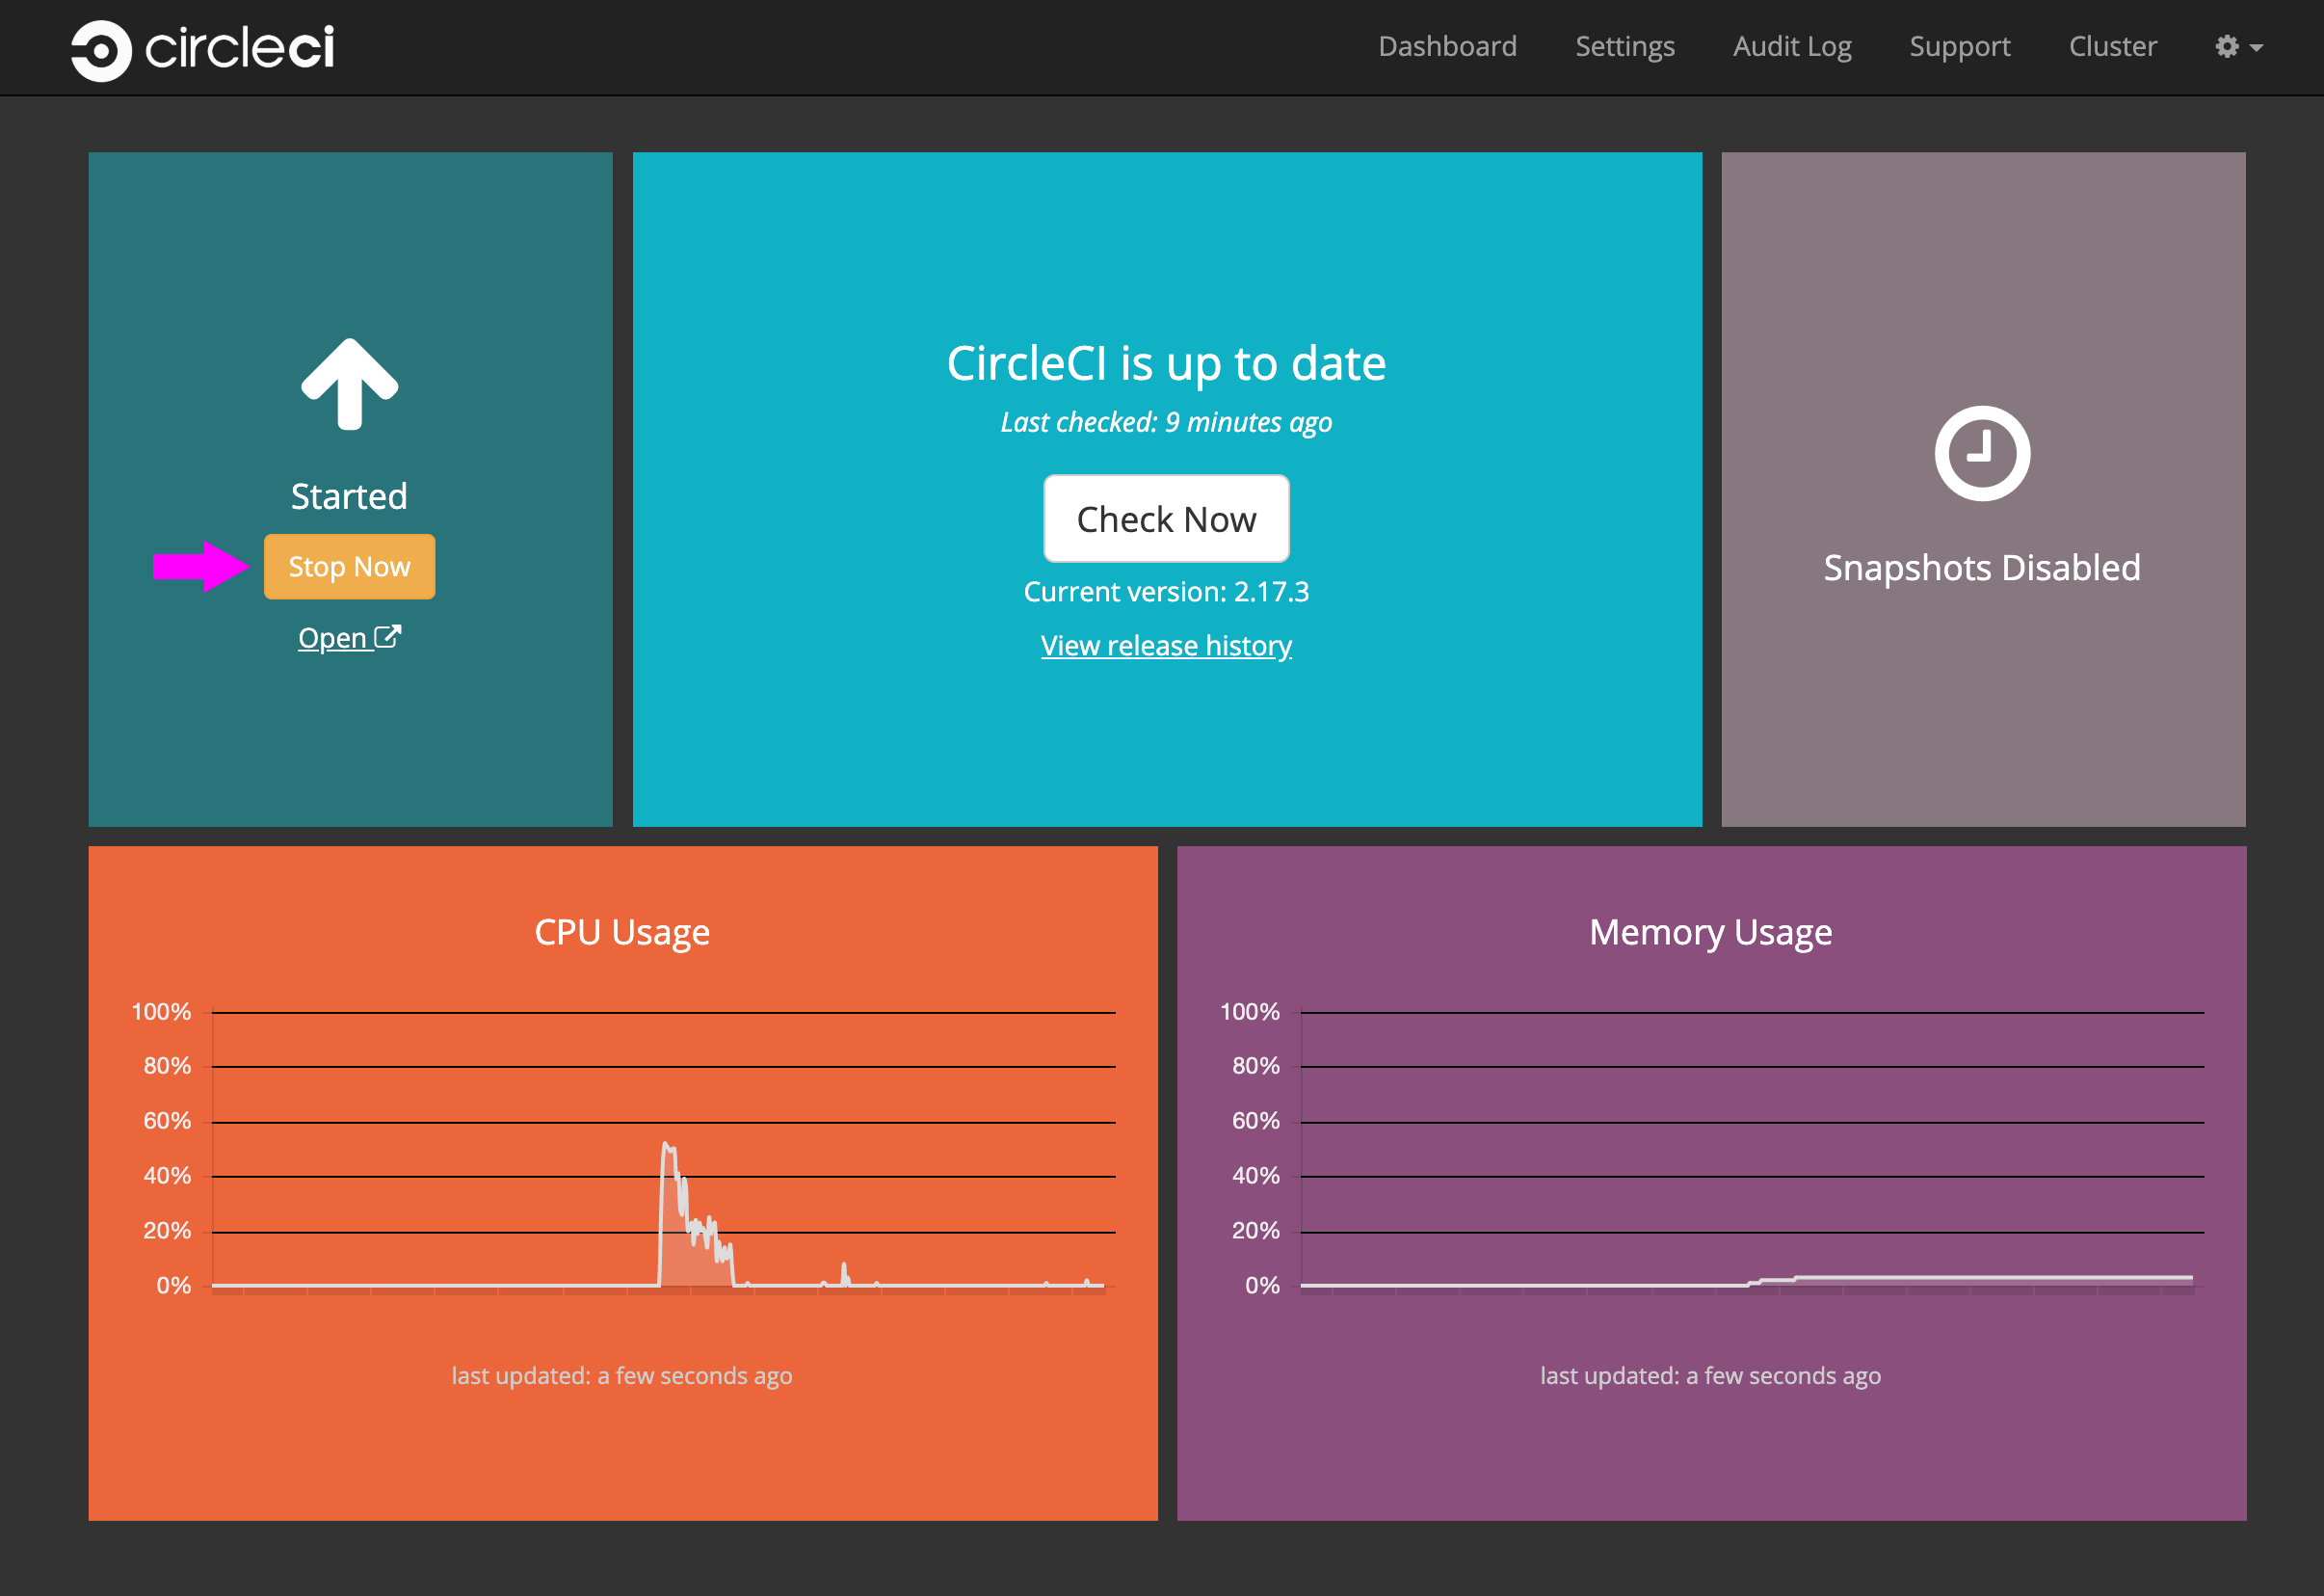 circleci
Dashboard Settings Audit Log Support Cluster
Started
Stop Now
Open
CircleCI is up to date
Last checked: 9 minutes ago
Check Now
Current version: 2.17.3
View release history
Snapshots Disabled
CPU Usage
100%
80%
60%
40%
20%
0%
last updated: a few seconds ago
Memory Usage
100%
80%
60%
40%
20%
0%
last updated: a few seconds ago